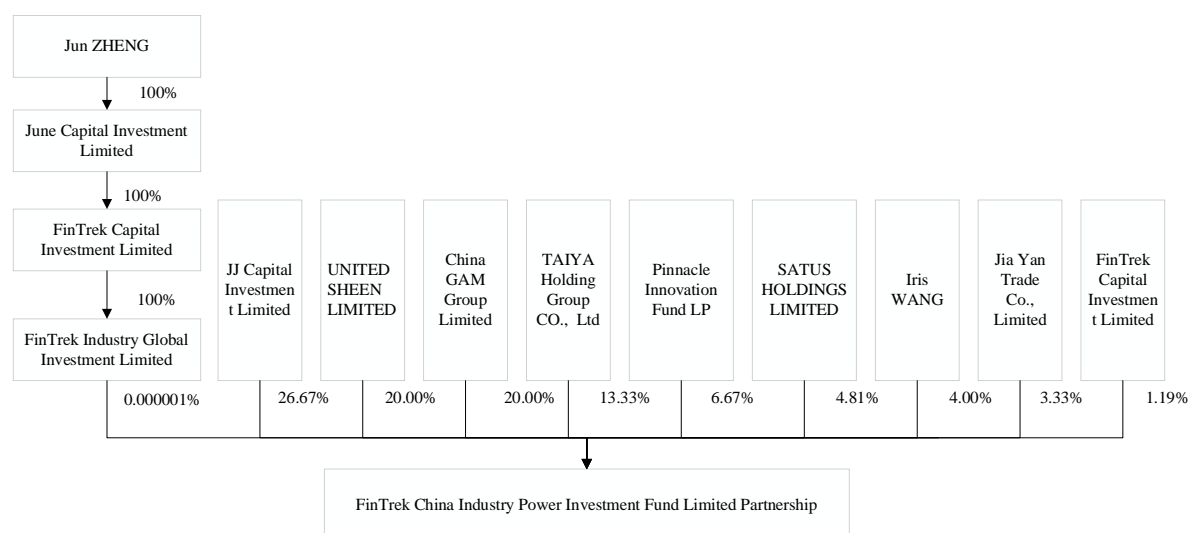 Jun ZHENG
100%
June Capital Investment
Limited
100%
FinTrek Capital
Investment Limited
100%
FinTrek Industry Global
Investment Limited
JJ Capital
Investmen
t Limited
UNITED
SHEEN
LIMITED
China
GAM
Group
Limited
TAIYA
Holding
Group
CO., Ltd
Pinnacle
Innovation
Fund LP
SATUS
HOLDINGS
LIMITED
Iris
WANG
Jia Yan
Trade
Co.,
Limited
FinTrek
Capital
Investmen
t Limited
0.000001%
26.67%
20.00%
20.00%
13.33%
6.67%
4.81%
4.00%
3.33%
1.19%
FinTrek China Industry Power Investment Fund Limited Partnership